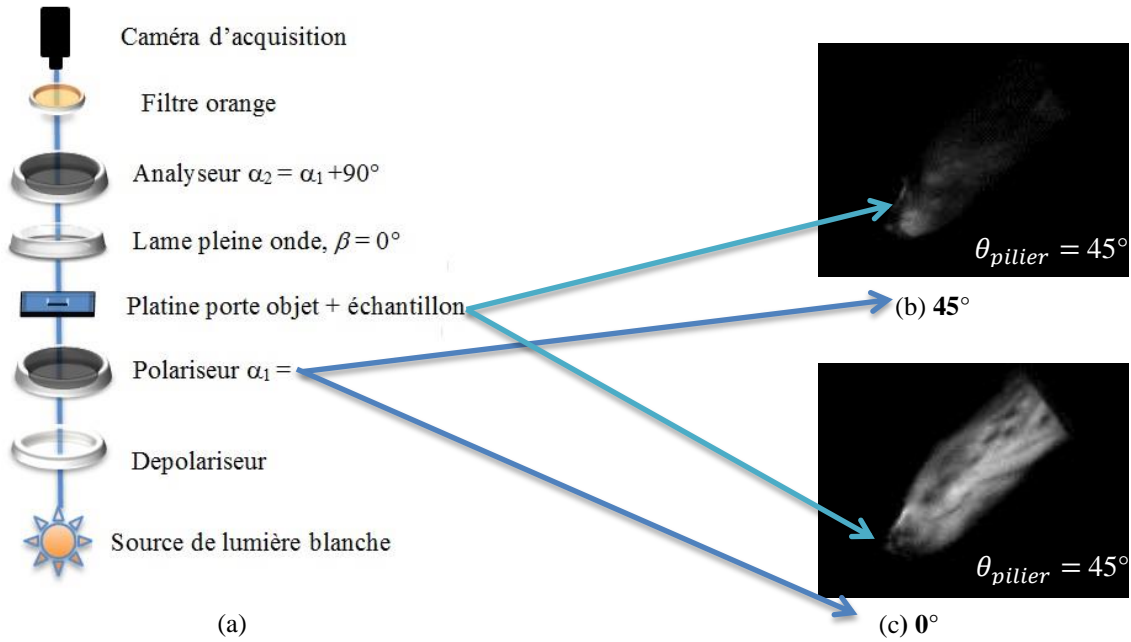 Caméra d'acquisition
Filtre orange
Analyseur α₂ = α₁ +90°
Lame pleine onde, β = 0°
Platine porte objet + échantillon
Polariseur α₁ =
Depolariseur
Source de lumière blanche
(a)
θ_pilier = 45°
(b) 45°
θ_pilier = 45°
(c) 0°